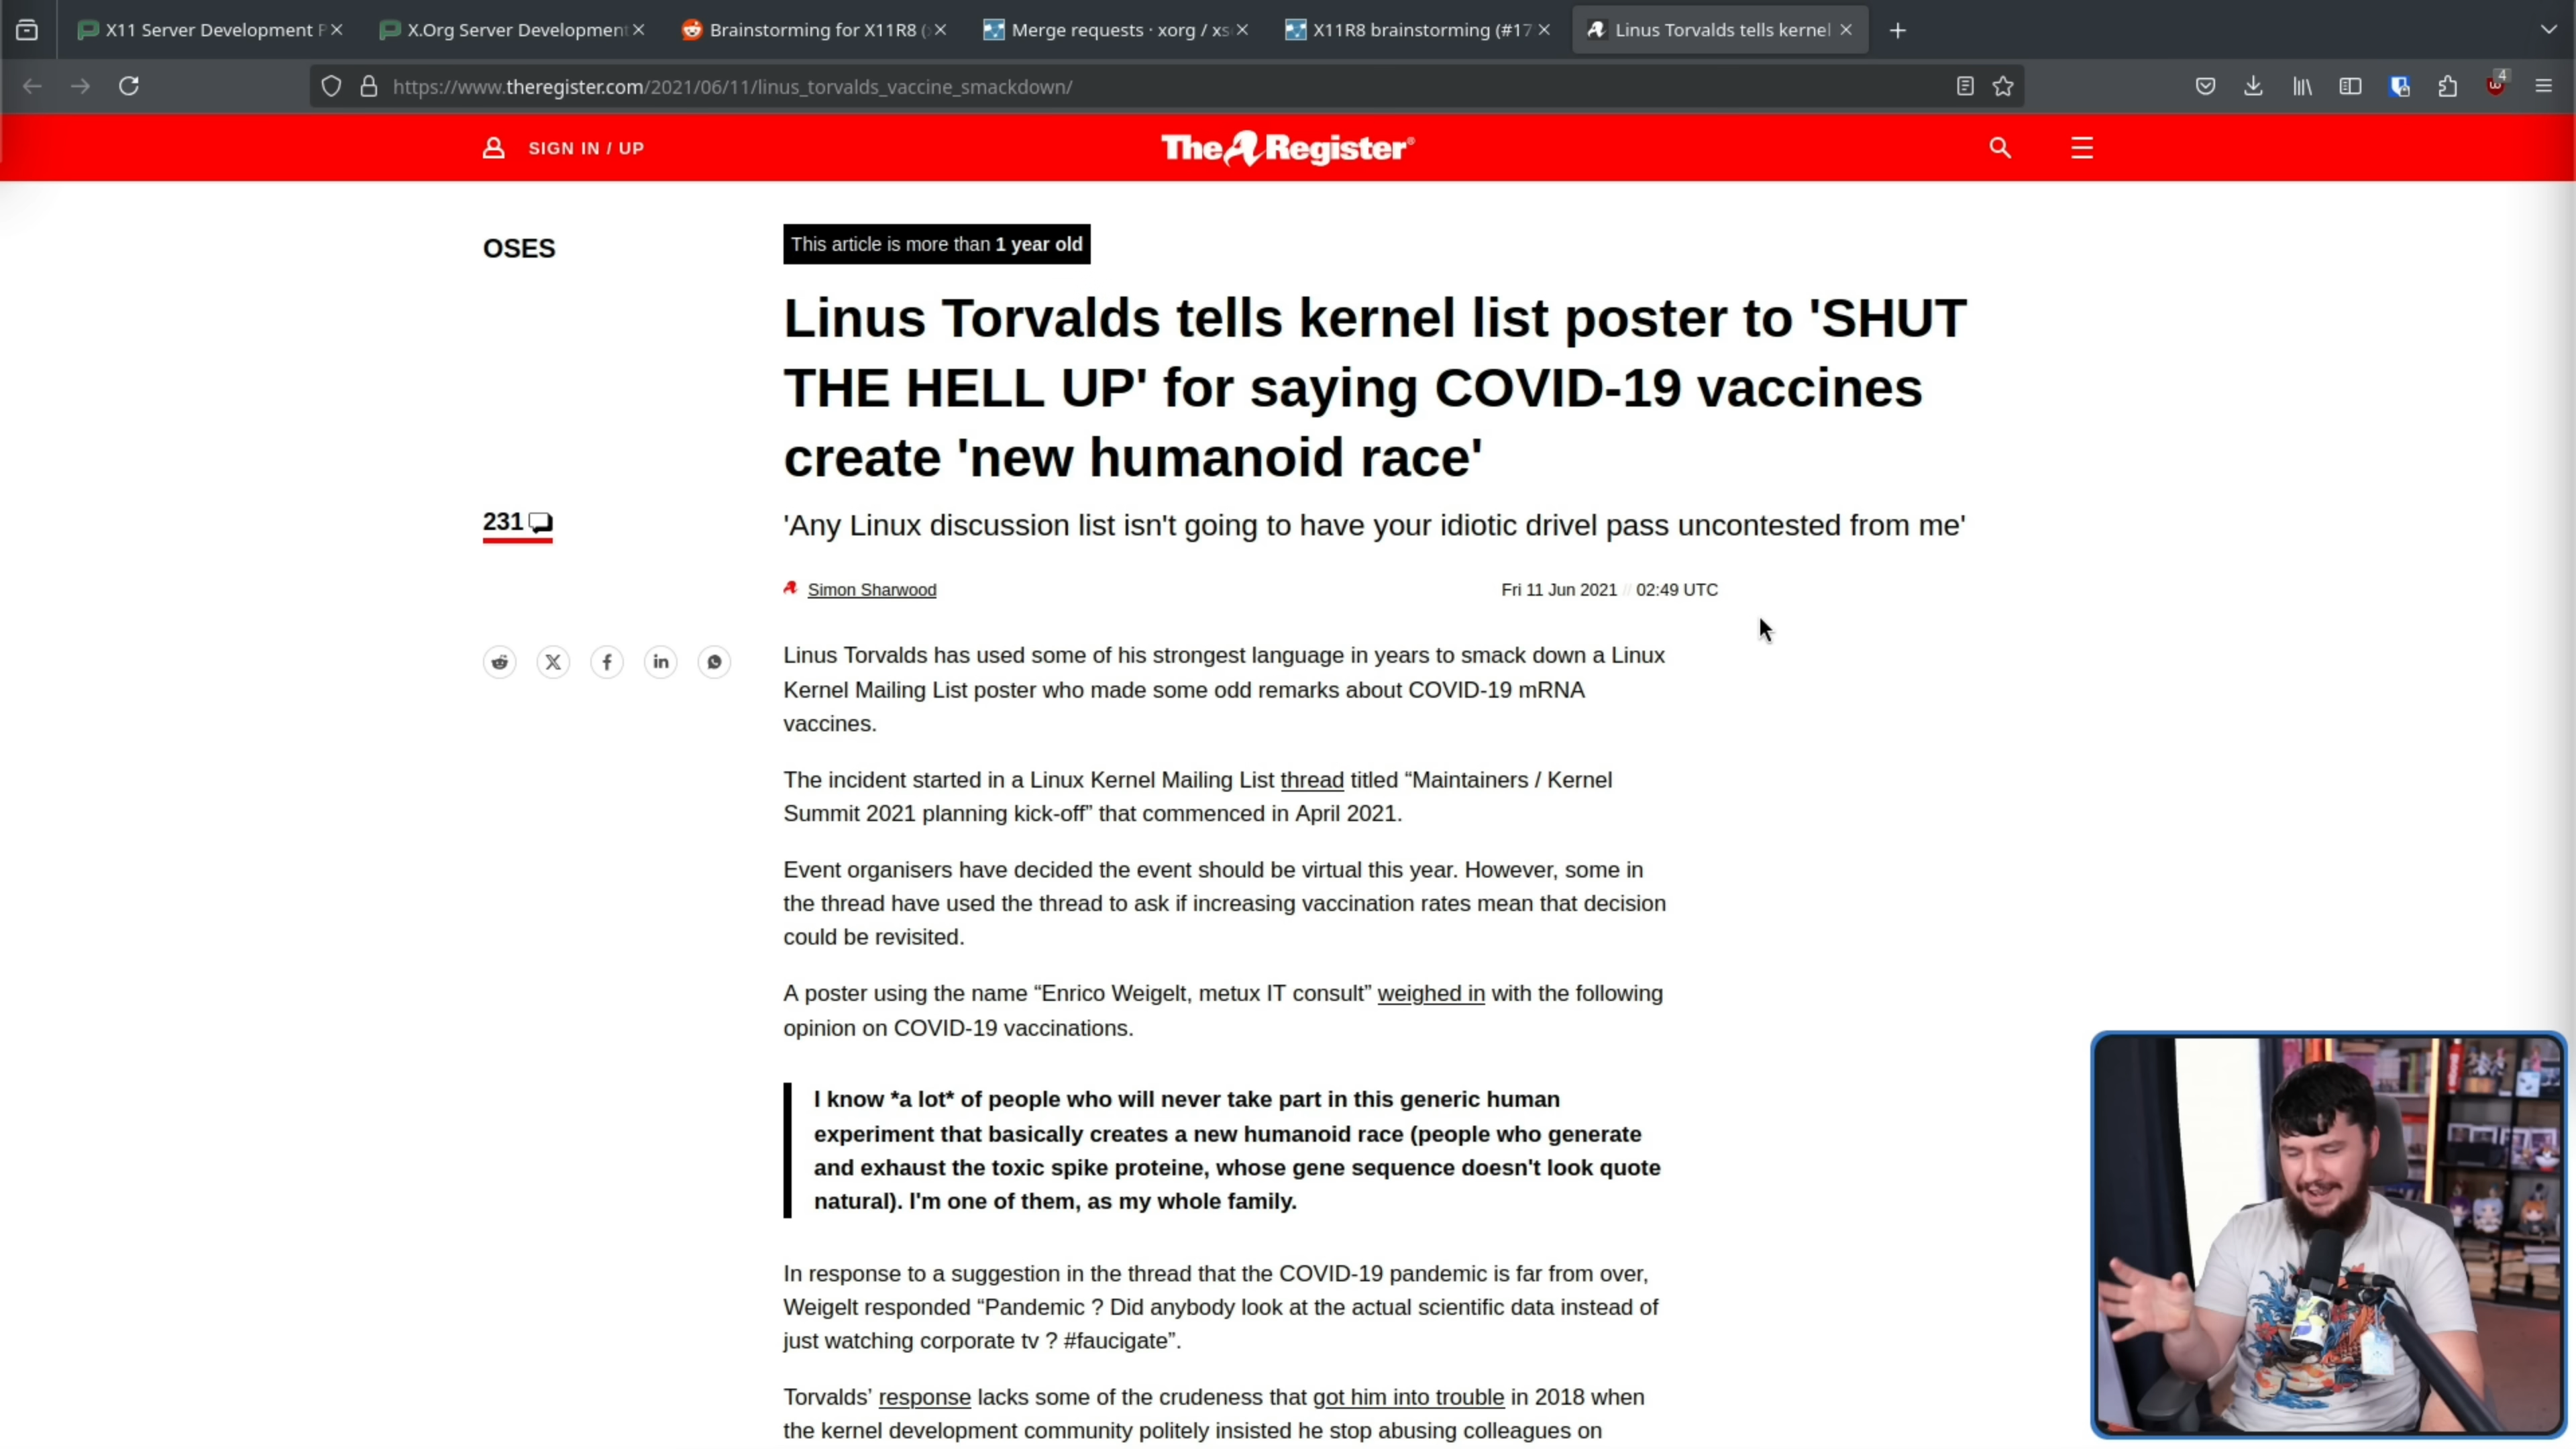 X11 Server Development P
X.Org Server Development
Brainstorming for X11R8 (
Merge requests · xorg / xs
X11R8 brainstorming (#17
Linus Torvalds tells kernel
https://www.theregister.com/2021/06/11/linus_torvalds_vaccine_smackdown/
4
SIGN IN / UP
The Register®
OSES
This article is more than 1 year old
Linus Torvalds tells kernel list poster to 'SHUT
THE HELL UP' for saying COVID-19 vaccines
create 'new humanoid race'
231
'Any Linux discussion list isn't going to have your idiotic drivel pass uncontested from me'
Simon Sharwood
Fri 11 Jun 2021 // 02:49 UTC
Linus Torvalds has used some of his strongest language in years to smack down a Linux
Kernel Mailing List poster who made some odd remarks about COVID-19 mRNA
vaccines.
The incident started in a Linux Kernel Mailing List thread titled “Maintainers / Kernel
Summit 2021 planning kick-off” that commenced in April 2021.
Event organisers have decided the event should be virtual this year. However, some in
the thread have used the thread to ask if increasing vaccination rates mean that decision
could be revisited.
A poster using the name “Enrico Weigelt, metux IT consult” weighed in with the following
opinion on COVID-19 vaccinations.
I know *a lot* of people who will never take part in this generic human
experiment that basically creates a new humanoid race (people who generate
and exhaust the toxic spike proteine, whose gene sequence doesn't look quote
natural). I'm one of them, as my whole family.
In response to a suggestion in the thread that the COVID-19 pandemic is far from over,
Weigelt responded “Pandemic ? Did anybody look at the actual scientific data instead of
just watching corporate tv ? #faucigate”.
Torvalds’ response lacks some of the crudeness that got him into trouble in 2018 when
the kernel development community politely insisted he stop abusing colleagues on